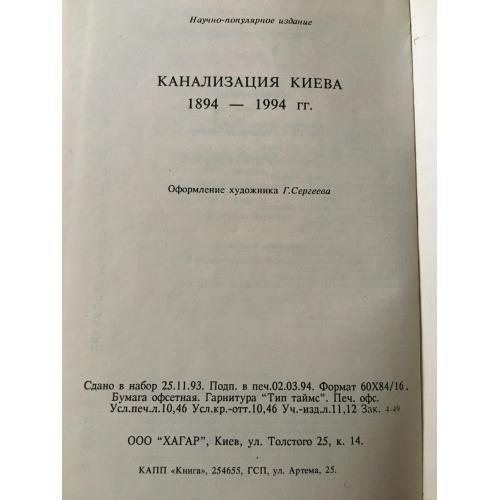 Научно-популярное издание
КАНАЛИЗАЦИЯ КИЕВА
1894 — 1994 гг.
Оформление художника Г.Сергеева
Сдано в набор 25.11.93. Подп. в печ.02.03.94. Формат 60Х84/16.
Бумага офсетная. Гарнитура "Тип таймс". Печ. офс.
Усл.печ.л.10,46 Усл.кр.-отт.10,46 Уч.-изд.л.11,12 Зак. 4-49
ООО "ХАГАР", Киев, ул. Толстого 25, к. 14.
КАПП «Книга», 254655, ГСП, ул. Артема, 25.